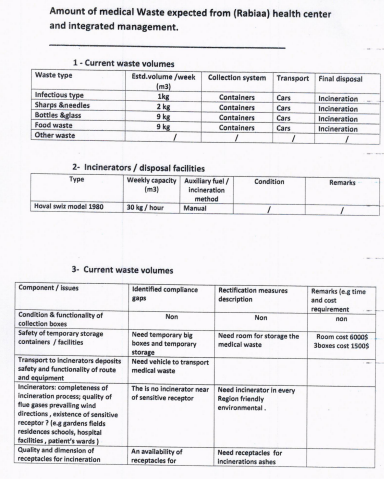 Amount of medical Waste expected from (Rabiaa) health center
and integrated management.
1 - Current waste volumes
Waste type Estd.volume /week Collection system Transport Final disposal
(m3)
Infectious type 1kg Containers Cars Incineration
Sharps &needles 2 kg Containers Cars Incineration
Bottles &glass 9 kg Containers Cars Incineration
Food waste 9 kg Containers Cars Incineration
Other waste / / / /
2- Incinerators / disposal facilities
Type Weekly capacity Auxiliary fuel / Condition Remarks
(m3) incineration
method
Hoval swiz model 1980 30 kg / hour Manual / /
3- Current waste volumes
Component / issues Identified compliance Rectification measures Remarks (e.g time
gaps description and cost
requirement
Condition & functionality of Non Non non
collection boxes
Safety of temporary storage Need temporary big Need room for storage the Room cost 6000$
containers / facilities boxes and temporary medical waste 3boxes cost 1500$
storage
Transport to incinerators deposits Need vehicle to transport
safety and functionality of route medical waste
and equipment
Incinerators: completeness of The is no incinerator near Need incinerator in every
incineration process; quality of of sensitive receptor Region friendly
flue gases prevailing wind environmental .
directions , existence of sensitive
receptor ? (e.g gardens fields
residences schools, hospital
facilities , patient's wards )
Quality and dimension of An availability of Need receptacles for
receptacles for incineration receptacles for incinerations ashes